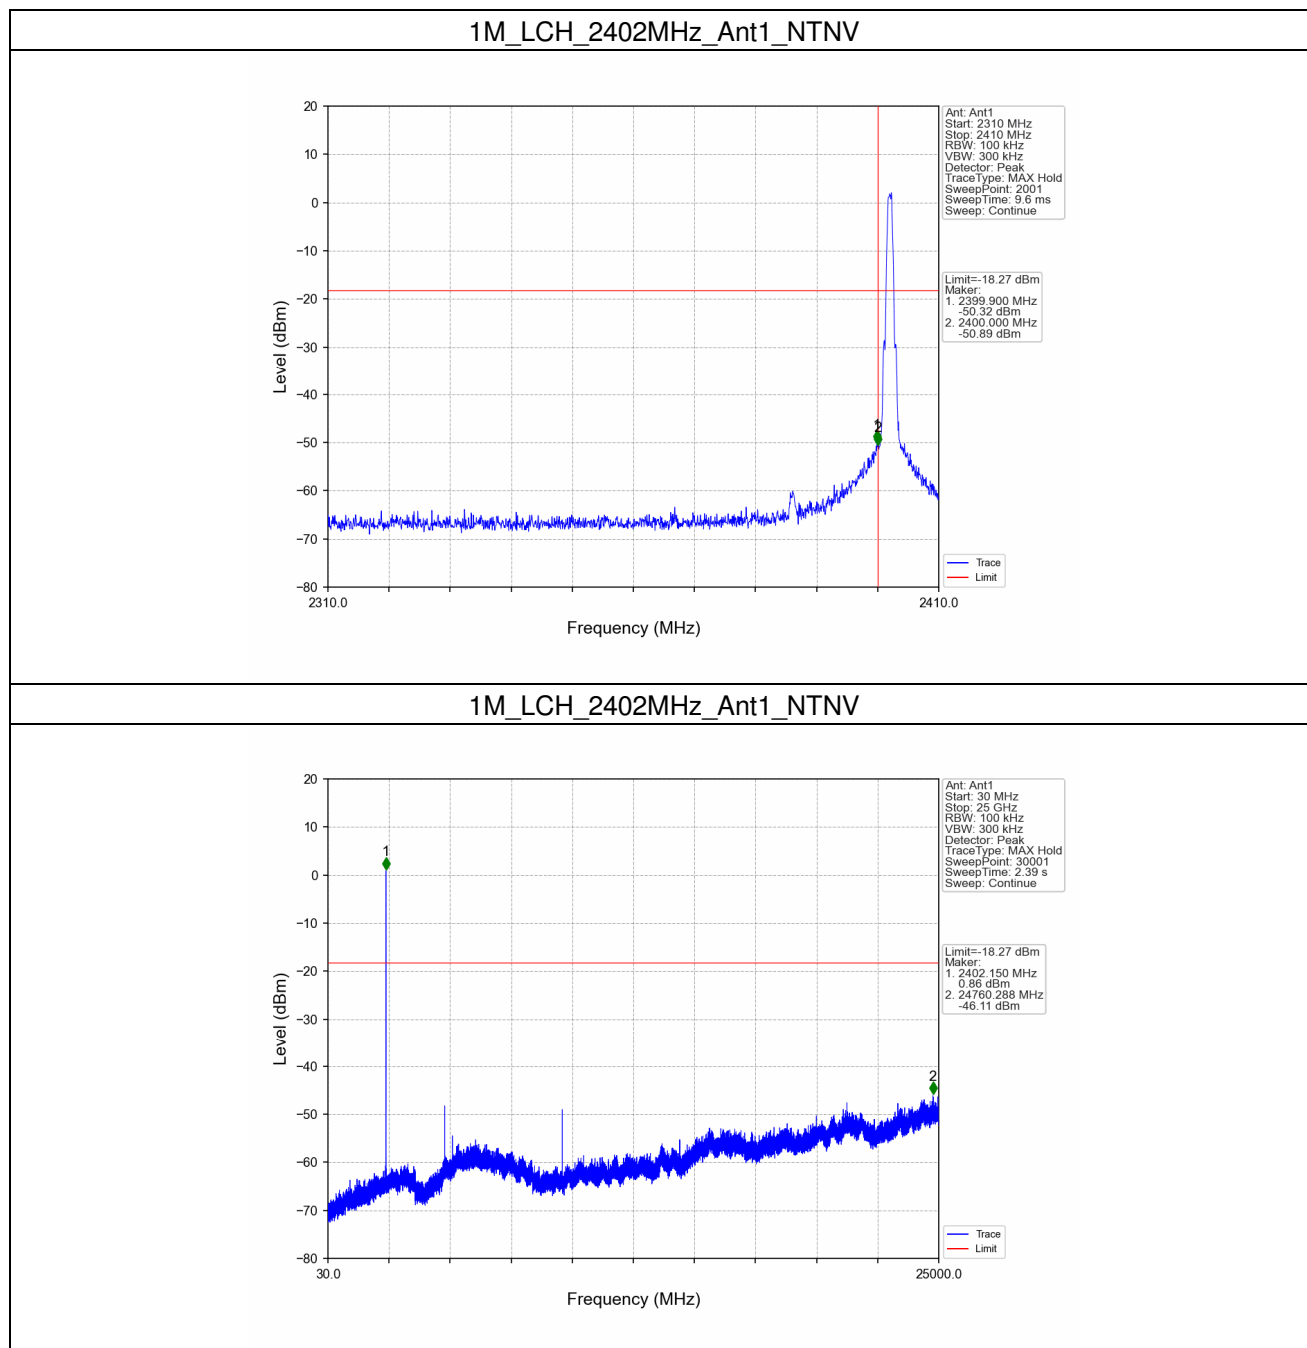 1M_LCH_2402MHz_Ant1_NTNV
20
10
0
−10
−20
−30
−40
−50
−60
−70
−80
Level (dBm)
2310.0
2410.0
Frequency (MHz)
2
Ant: Ant1
Start: 2310 MHz
Stop: 2410 MHz
RBW: 100 kHz
VBW: 300 kHz
Detector: Peak
TraceType: MAX Hold
SweepPoint: 2001
SweepTime: 9.6 ms
Sweep: Continue
Limit=-18.27 dBm
Maker:
1. 2399.900 MHz
-50.32 dBm
2. 2400.000 MHz
-50.89 dBm
Trace
Limit
1M_LCH_2402MHz_Ant1_NTNV
20
10
0
−10
−20
−30
−40
−50
−60
−70
−80
Level (dBm)
30.0
25000.0
Frequency (MHz)
1
2
Ant: Ant1
Start: 30 MHz
Stop: 25 GHz
RBW: 100 kHz
VBW: 300 kHz
Detector: Peak
TraceType: MAX Hold
SweepPoint: 30001
SweepTime: 2.39 s
Sweep: Continue
Limit=-18.27 dBm
Maker:
1. 2402.150 MHz
0.86 dBm
2. 24760.288 MHz
-46.11 dBm
Trace
Limit